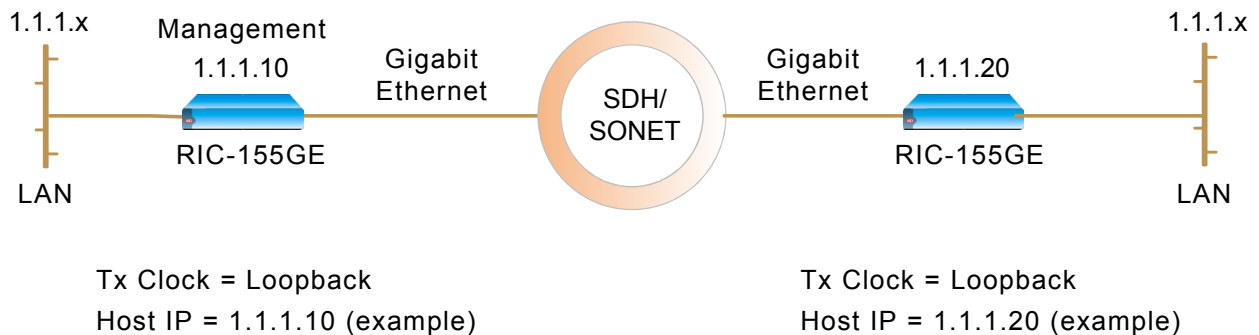 1.1.1.x
Management
1.1.1.10
Gigabit
Ethernet
SDH/
SONET
Gigabit
Ethernet
1.1.1.20
1.1.1.x
RIC-155GE
RIC-155GE
LAN
LAN
Tx Clock = Loopback
Host IP = 1.1.1.10 (example)
Tx Clock = Loopback
Host IP = 1.1.1.20 (example)